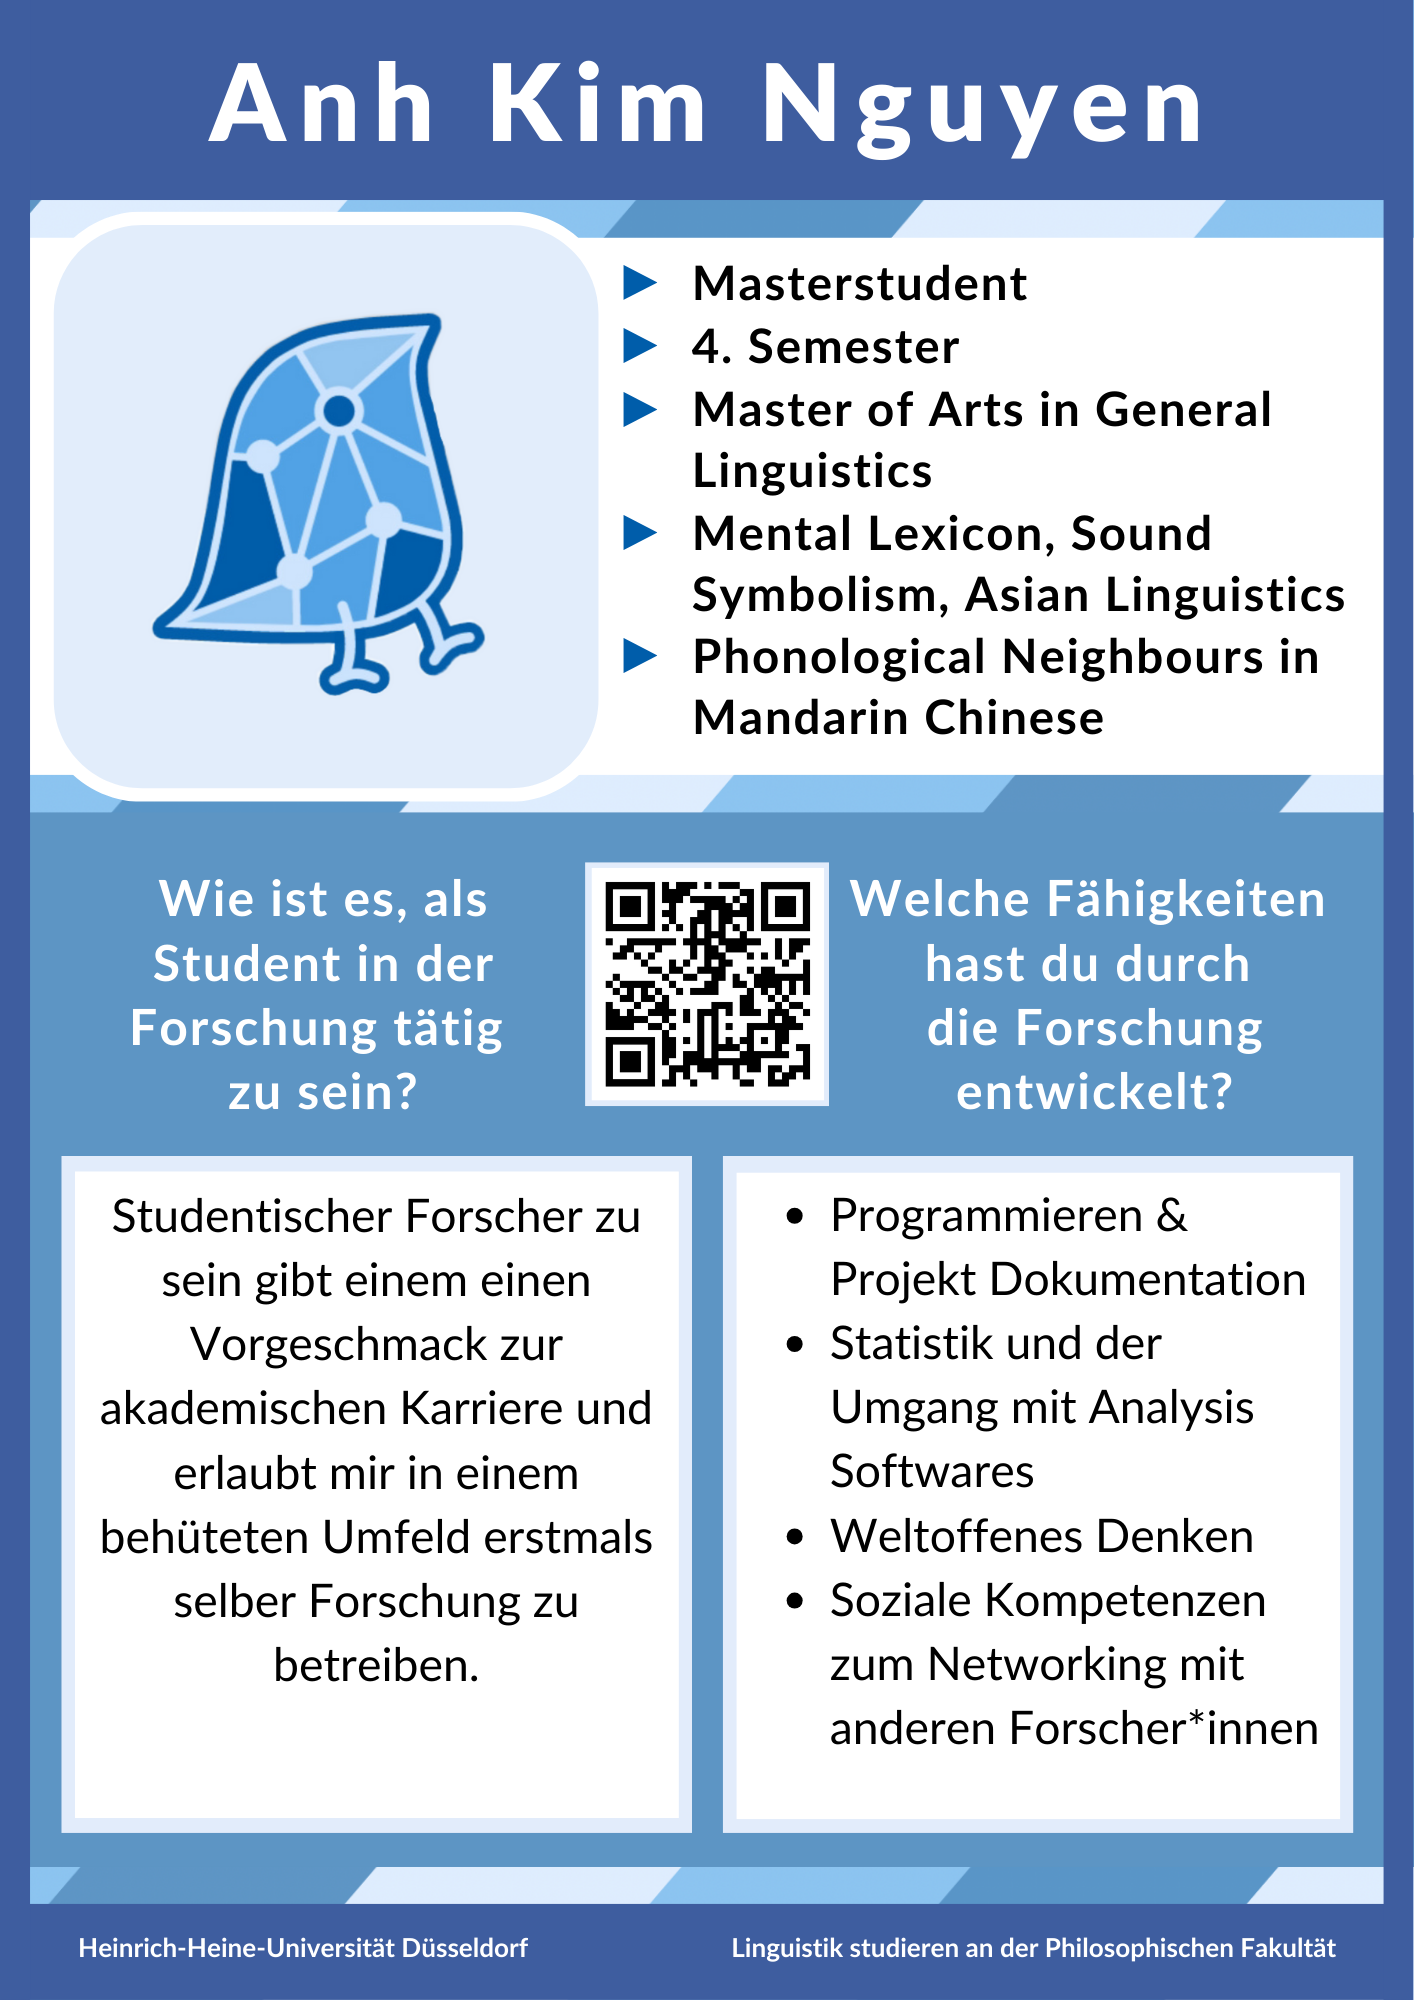 Anh Kim Nguyen
Masterstudent
4. Semester
Master of Arts in General
Linguistics
Mental Lexicon, Sound
Symbolism, Asian Linguistics
Phonological Neighbours in
Mandarin Chinese
Wie ist es, als
Student in der
Forschung tätig
zu sein?
Welche Fähigkeiten
hast du durch
die Forschung
entwickelt?
Studentischer Forscher zu
sein gibt einem einen
Vorgeschmack zur
akademischen Karriere und
erlaubt mir in einem
behüteten Umfeld erstmals
selber Forschung zu
betreiben.
• Programmieren &
Projekt Dokumentation
• Statistik und der
Umgang mit Analysis
Softwares
• Weltoffenes Denken
• Soziale Kompetenzen
zum Networking mit
anderen Forscher*innen
Heinrich-Heine-Universität Düsseldorf
Linguistik studieren an der Philosophischen Fakultät